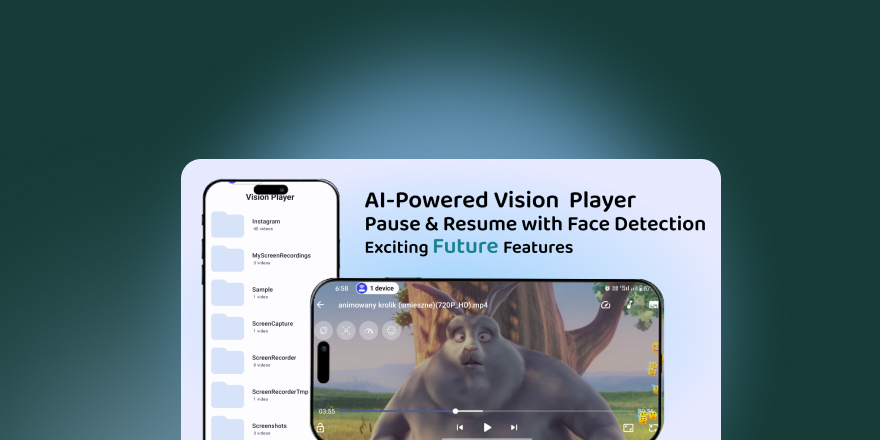 AI-Powered Vision Player
Pause & Resume with Face Detection
Exciting Future Features
Vision Player
Instagram
MyScreenRecordings
3 videos
Sample
1 video
ScreenCapture
1 video
ScreenRecorder
8 videos
ScreenRecorderTmp
1 video
Screenshots
3 videos
6:58
1 device
animowany krolik (smieszne)(720P_HD).mp4
03:55